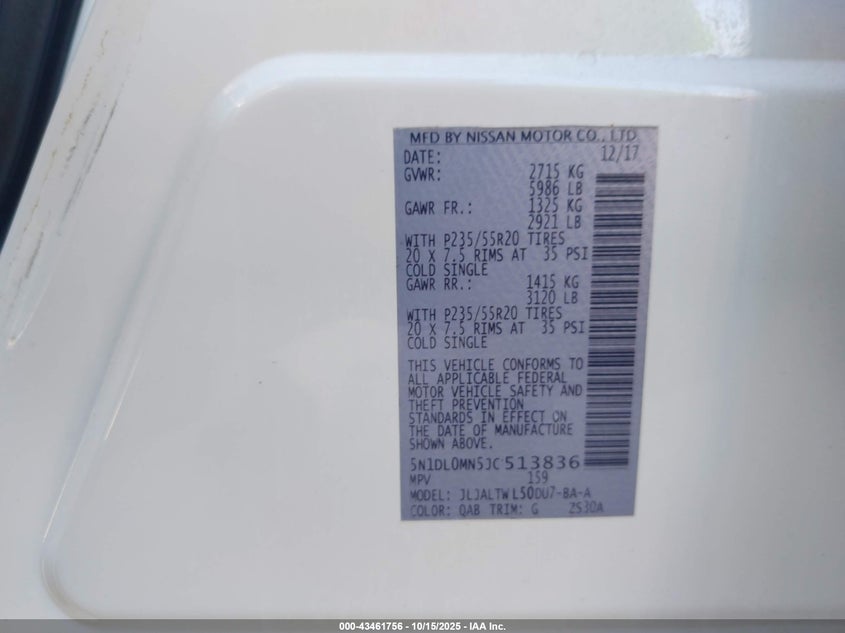 MFD BY NISSAN MOTOR CO., LTD.
DATE: 12/17
GVWR: 2715 KG
5986 LB
GAWR FR.: 1325 KG
2921 LB
WITH P235/55R20 TIRES
20 X 7.5 RIMS AT 35 PSI
COLD SINGLE
GAWR RR.: 1415 KG
3120 LB
WITH P235/55R20 TIRES
20 X 7.5 RIMS AT 35 PSI
COLD SINGLE
THIS VEHICLE CONFORMS TO
ALL APPLICABLE FEDERAL
MOTOR VEHICLE SAFETY AND
THEFT PREVENTION
STANDARDS IN EFFECT ON
THE DATE OF MANUFACTURE
SHOWN ABOVE.
5N1DL0MN5JC513836
MPV 159
MODEL: JLJALTWL50DU7-BA-A
COLOR: QAB TRIM: G ZS30A
000-43461756 - 10/15/2025 - IAA Inc.